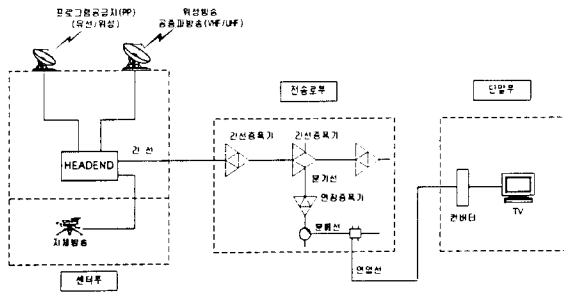 프로그램공급자(PP)
(유선/위성)
위성방송
공중파방송(VHF/UHF)
전송로부
단말부
간 선
간선증폭기
간선증폭기
HEADEND
분기선
연장증폭기
컨버터
TV
자체방송
분배선
센터부
인입선